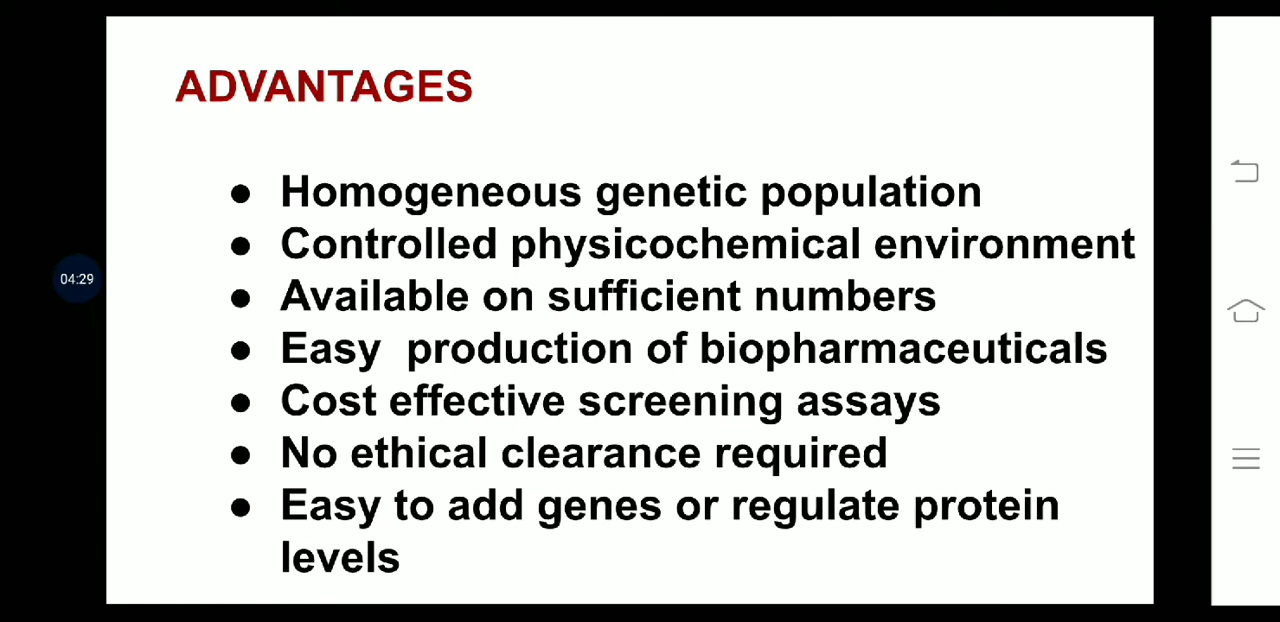 ADVANTAGES
● Homogeneous genetic population
● Controlled physicochemical environment
● Available on sufficient numbers
● Easy production of biopharmaceuticals
● Cost effective screening assays
● No ethical clearance required
● Easy to add genes or regulate protein
levels
04:29